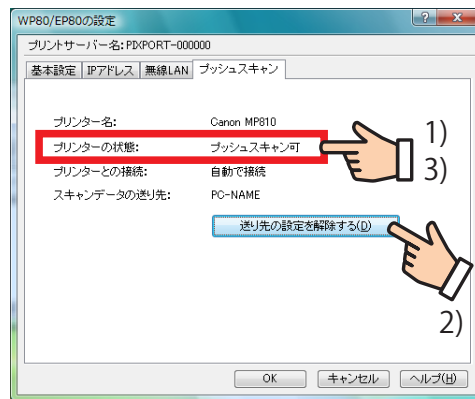 WP80/EP80の設定
プリントサーバー名:PIXPORT-000000
基本設定 IPアドレス 無線LAN プッシュスキャン
プリンター名: Canon MP810
プリンターの状態: プッシュスキャン可
プリンターとの接続: 自動で接続
スキャンデータの送り先: PC-NAME
送り先の設定を解除する(D)
1)
3)
2)
OK キャンセル ヘルプ(H)